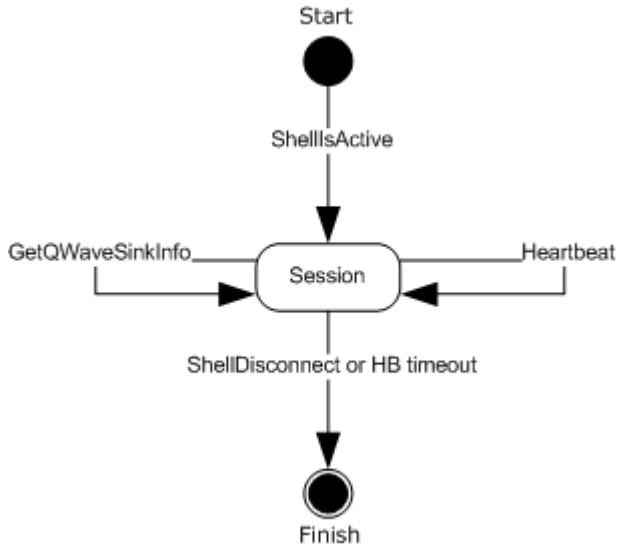 Start
ShellIsActive
GetQWaveSinkInfo
Heartbeat
Session
ShellDisconnect or HB timeout
Finish